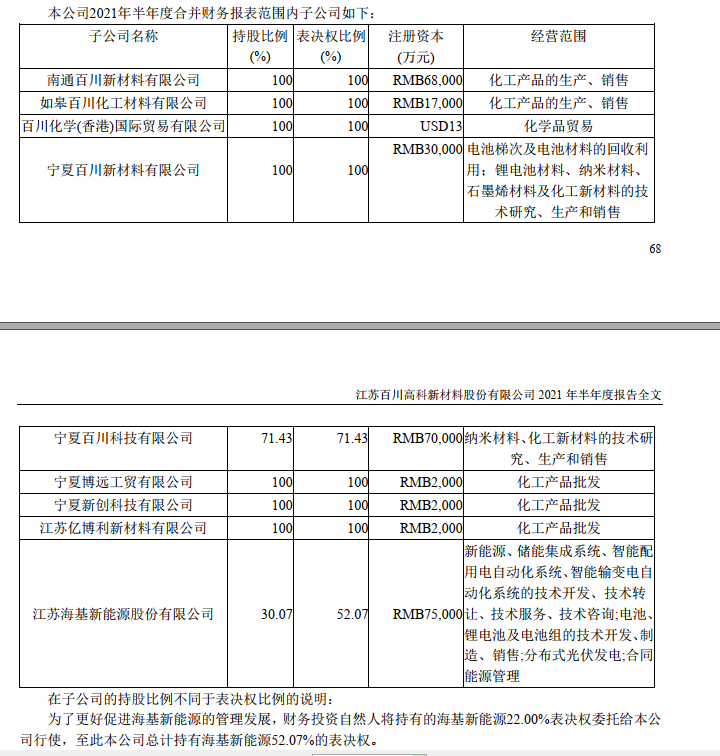 本公司2021年半年度合并财务报表范围内子公司如下：
子公司名称 持股比例 表决权比例 注册资本 经营范围
(%) (%) (万元)
南通百川新材料有限公司 100 100 RMB68,000 化工产品的生产、销售
如皋百川化工材料有限公司 100 100 RMB17,000 化工产品的生产、销售
百川化学(香港)国际贸易有限公司 100 100 USD13 化学品贸易
RMB30,000 电池梯次及电池材料的回收利
宁夏百川新材料有限公司 100 100 用；锂电池材料、纳米材料、
石墨烯材料及化工新材料的技
术研究、生产和销售
68
江苏百川高科新材料股份有限公司 2021 年半年度报告全文
宁夏百川科技有限公司 71.43 71.43 RMB70,000 纳米材料、化工新材料的技术研
究、生产和销售
宁夏博远工贸有限公司 100 100 RMB2,000 化工产品批发
宁夏新创科技有限公司 100 100 RMB2,000 化工产品批发
江苏亿博利新材料有限公司 100 100 RMB2,000 化工产品批发
新能源、储能集成系统、智能配
用电自动化系统、智能输变电自
动化系统的技术开发、技术转
江苏海基新能源股份有限公司 30.07 52.07 RMB75,000 让、技术服务、技术咨询;电池、
锂电池及电池组的技术开发、制
造、销售;分布式光伏发电;合同
能源管理
在子公司的持股比例不同于表决权比例的说明：
为了更好促进海基新能源的管理发展，财务投资自然人将持有的海基新能源22.00%表决权委托给本公
司行使，至此本公司总计持有海基新能源52.07%的表决权。